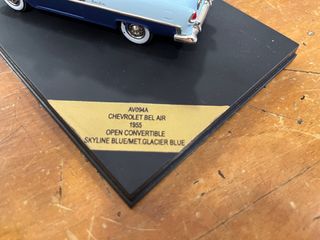 AV094A
CHEVROLET BEL AIR
1955
OPEN CONVERTIBLE
SKYLINE BLUE/MET.GLACIER BLUE